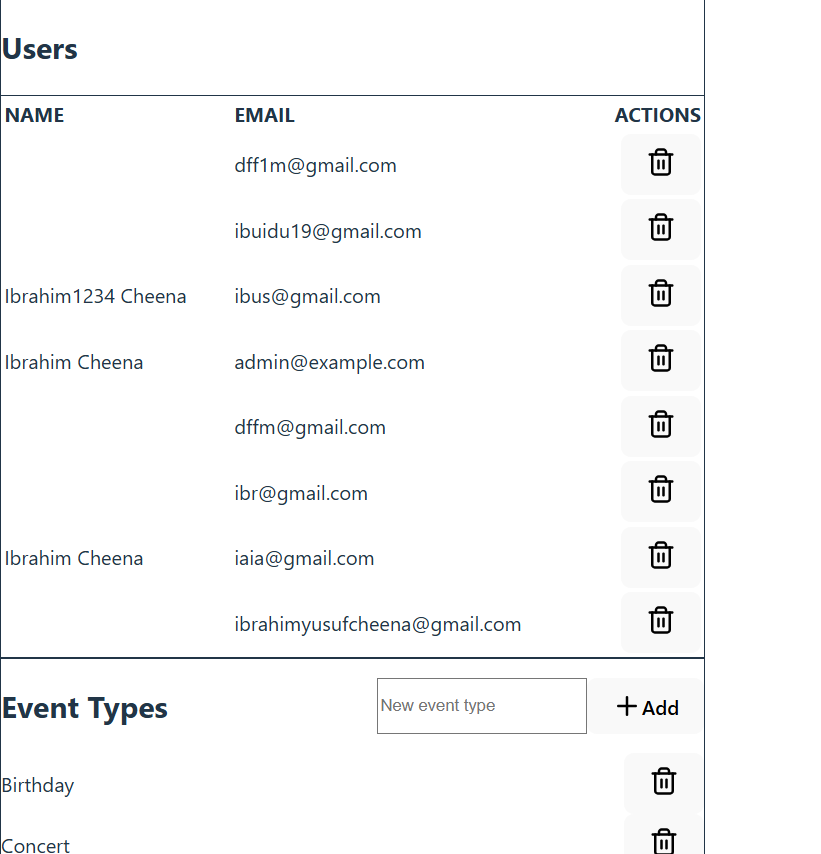 Users
NAME EMAIL ACTIONS
dff1m@gmail.com
ibuidu19@gmail.com
Ibrahim1234 Cheena ibus@gmail.com
Ibrahim Cheena admin@example.com
dffm@gmail.com
ibr@gmail.com
Ibrahim Cheena iaia@gmail.com
ibrahimyusufcheena@gmail.com
Event Types New event type Add
Birthday
Concert